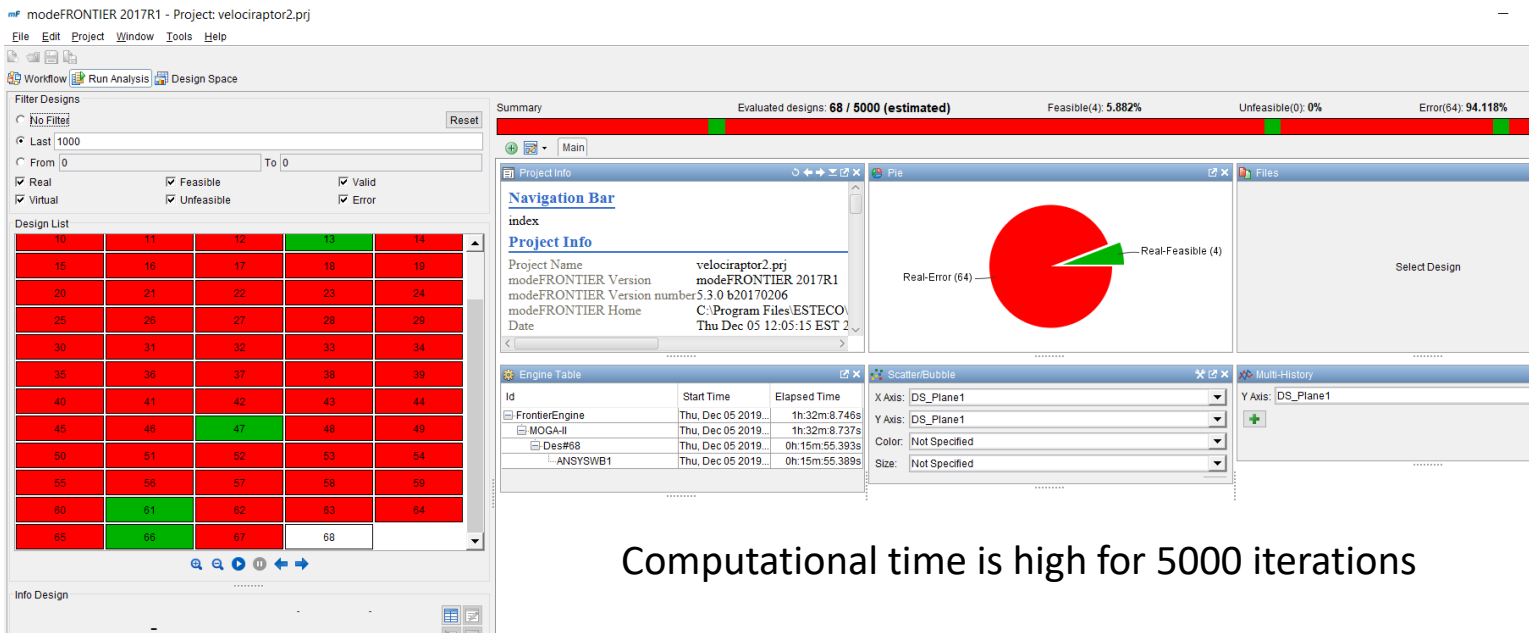 mF modeFRONTIER 2017R1 - Project: velociraptor2.prj
File Edit Project Window Tools Help
Workflow Run Analysis Design Space
Filter Designs
No Filter Reset
Last 1000
From 0 To 0
Real Feasible Valid
Virtual Unfeasible Error
Design List
10 11 12 13 14
15 16 17 18 19
20 21 22 23 24
25 26 27 28 29
30 31 32 33 34
35 36 37 38 39
40 41 42 43 44
45 46 47 48 49
50 51 52 53 54
55 56 57 58 59
60 61 62 63 64
65 66 67 68
Info Design
Summary Evaluated designs: 68 / 5000 (estimated) Feasible(4): 5.882% Unfeasible(0): 0% Error(64): 94.118%
Main
Project Info
Navigation Bar
index
Project Info
Project Name velociraptor2.prj
modeFRONTIER Version modeFRONTIER 2017R1
modeFRONTIER Version number 5.3.0 b20170206
modeFRONTIER Home C:\Program Files\ESTECO\
Date Thu Dec 05 12:05:15 EST 2
Pie
Real-Feasible (4)
Real-Error (64)
Files
Select Design
Engine Table
Id Start Time Elapsed Time
FrontierEngine Thu, Dec 05 2019... 1h:32m:8.746s
MOGA-II Thu, Dec 05 2019... 1h:32m:8.737s
Des#68 Thu, Dec 05 2019... 0h:15m:55.393s
ANSYSWB1 Thu, Dec 05 2019... 0h:15m:55.389s
Scatter/Bubble
X Axis: DS_Plane1
Y Axis: DS_Plane1
Color: Not Specified
Size: Not Specified
Multi-History
Y Axis: DS_Plane1
Computational time is high for 5000 iterations